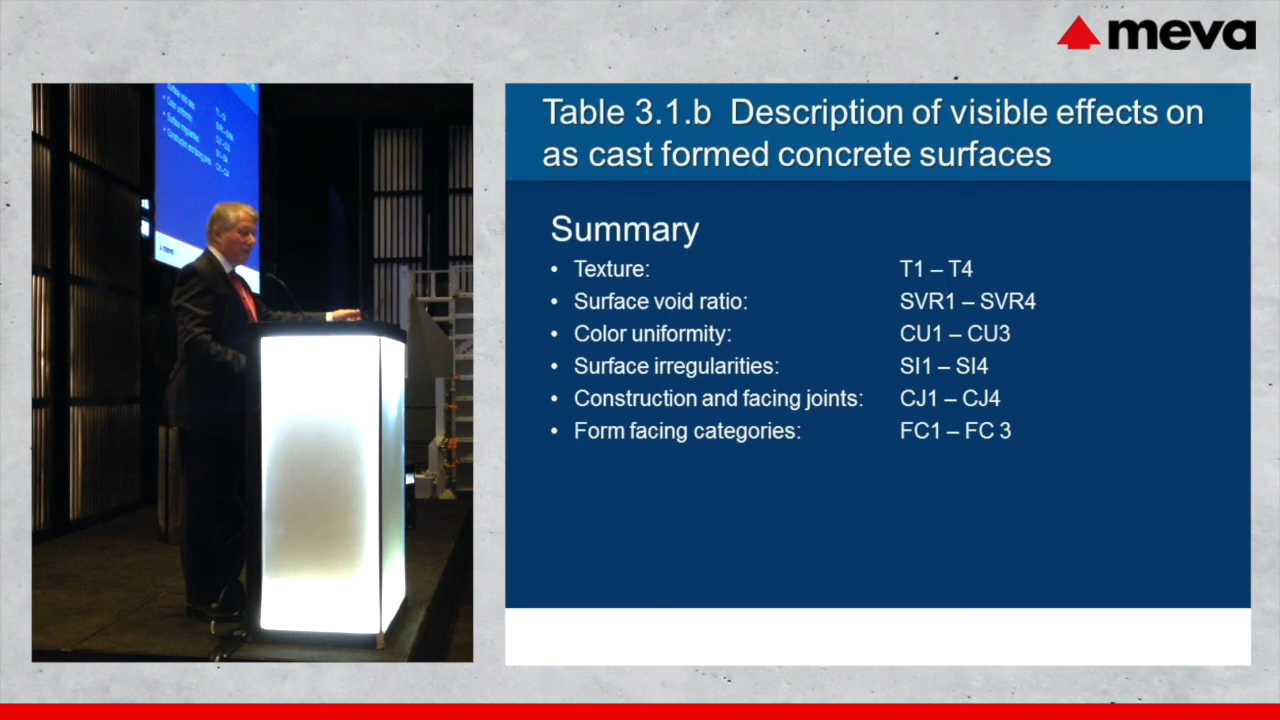 meva
Table 3.1.b Description of visible effects on
as cast formed concrete surfaces
Summary
• Texture: T1 – T4
• Surface void ratio: SVR1 – SVR4
• Color uniformity: CU1 – CU3
• Surface irregularities: SI1 – SI4
• Construction and facing joints: CJ1 – CJ4
• Form facing categories: FC1 – FC 3